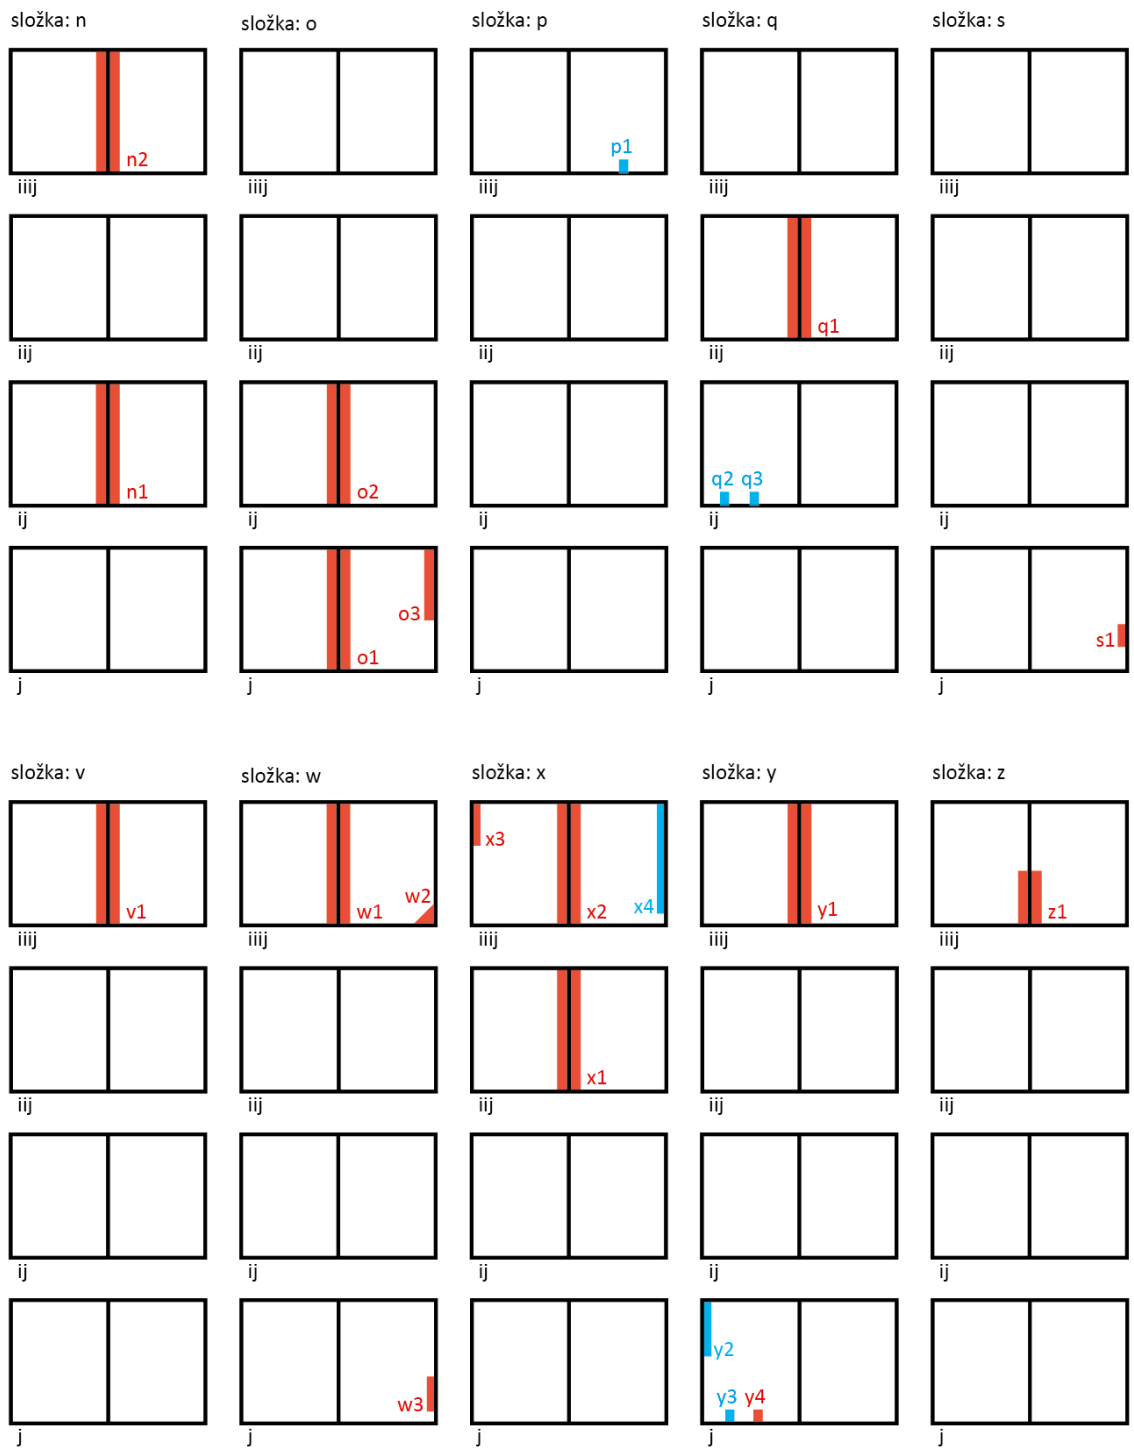 složka: n složka: o složka: p složka: q složka: s
n2 p1
iiij iiij iiij iiij iiij
q1
iij iij iij iij iij
n1 o2 q2 q3
ij ij ij ij ij
o3 o1 s1
j j j j j
složka: v složka: w složka: x složka: y složka: z
v1 w1 w2 x3 x2 x4 y1 z1
iiij iiij iiij iiij iiij
x1
iij iij iij iij iij
ij ij ij ij ij
w3 y2 y3 y4
j j j j j